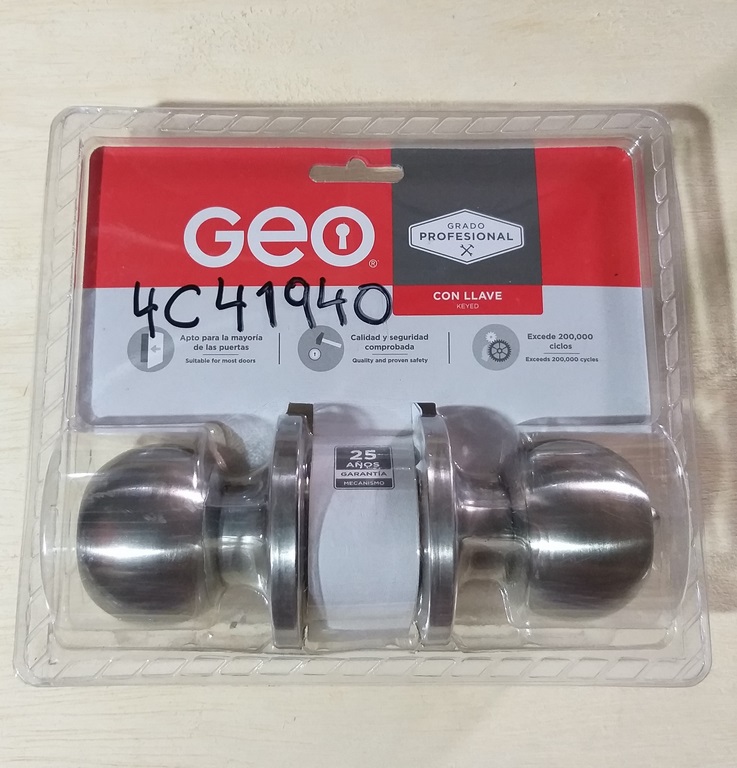 GEO®
GRADO
PROFESIONAL
CON LLAVE
KEYED
4C41940
Apto para la mayoría
de las puertas
Suitable for most doors
Calidad y seguridad
comprobada
Quality and proven safety
Excede 200,000
ciclos
Exceeds 200,000 cycles
25
AÑOS
GARANTÍA
MECANISMO